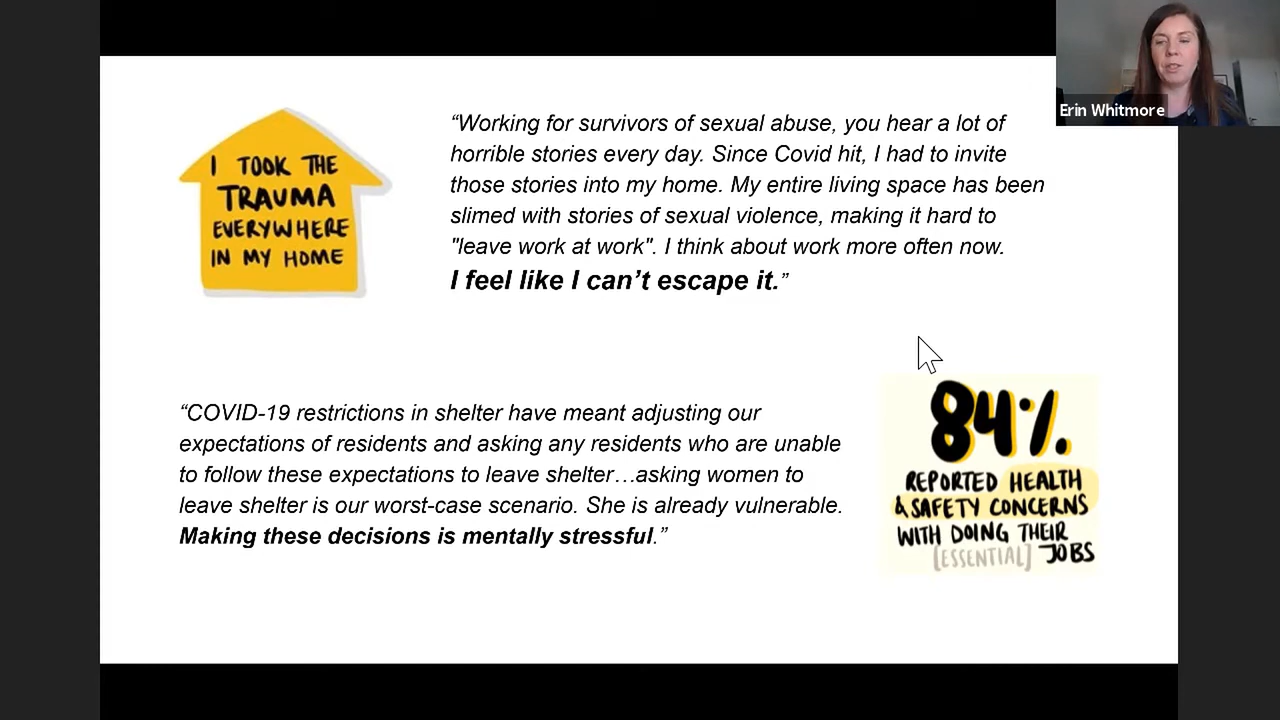 Erin Whitmore
I TOOK THE
TRAUMA
EVERYWHERE
IN MY HOME
“Working for survivors of sexual abuse, you hear a lot of
horrible stories every day. Since Covid hit, I had to invite
those stories into my home. My entire living space has been
slimed with stories of sexual violence, making it hard to
"leave work at work". I think about work more often now.
I feel like I can’t escape it.”
“COVID-19 restrictions in shelter have meant adjusting our
expectations of residents and asking any residents who are unable
to follow these expectations to leave shelter…asking women to
leave shelter is our worst-case scenario. She is already vulnerable.
Making these decisions is mentally stressful.”
84%
REPORTED HEALTH
& SAFETY CONCERNS
WITH DOING THEIR
[ESSENTIAL] JOBS